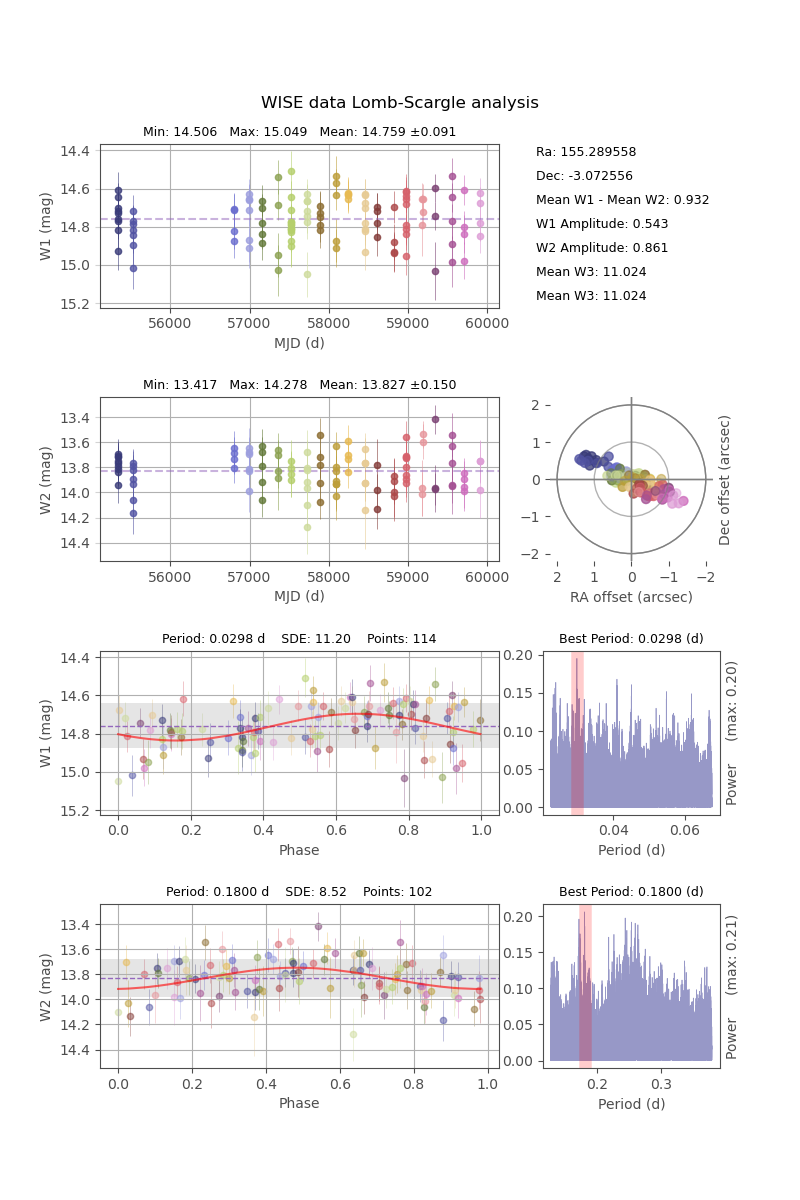 WISE data Lomb-Scargle analysis
Min: 14.506 Max: 15.049 Mean: 14.759 ±0.091
14.4
14.6
14.8
15.0
15.2
W1 (mag)
56000 57000 58000 59000 60000
MJD (d)
Ra: 155.289558
Dec: -3.072556
Mean W1 - Mean W2: 0.932
W1 Amplitude: 0.543
W2 Amplitude: 0.861
Mean W3: 11.024
Mean W3: 11.024
Min: 13.417 Max: 14.278 Mean: 13.827 ±0.150
13.4
13.6
13.8
14.0
14.2
14.4
W2 (mag)
56000 57000 58000 59000 60000
MJD (d)
2
1
0
−1
−2
2 1 0 −1 −2
RA offset (arcsec)
Dec offset (arcsec)
Period: 0.0298 d SDE: 11.20 Points: 114
14.4
14.6
14.8
15.0
15.2
W1 (mag)
0.0 0.2 0.4 0.6 0.8 1.0
Phase
Best Period: 0.0298 (d)
0.20
0.15
0.10
0.05
0.00
0.04 0.06
Period (d)
Power (max: 0.20)
Period: 0.1800 d SDE: 8.52 Points: 102
13.4
13.6
13.8
14.0
14.2
14.4
W2 (mag)
0.0 0.2 0.4 0.6 0.8 1.0
Phase
Best Period: 0.1800 (d)
0.20
0.15
0.10
0.05
0.00
0.2 0.3
Period (d)
Power (max: 0.21)